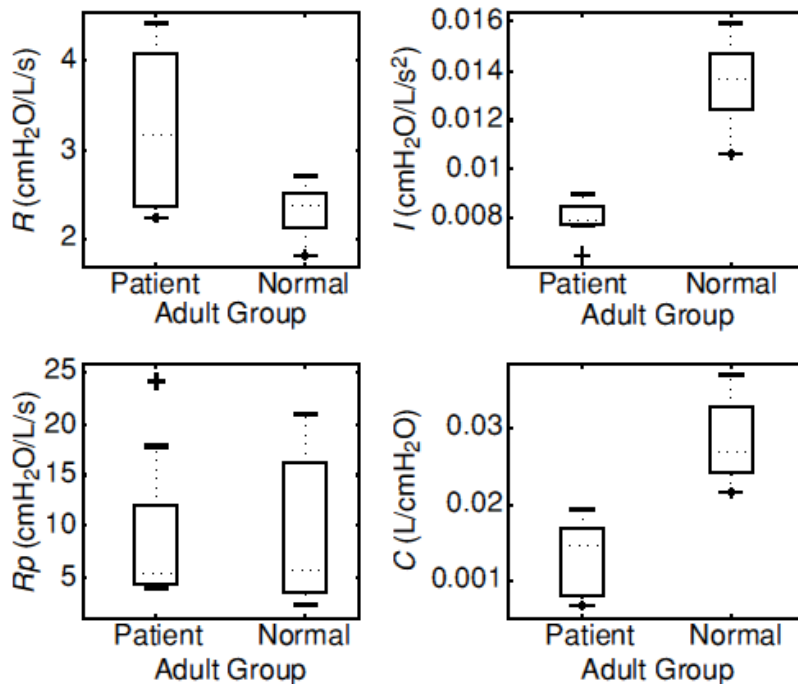 R (cmH₂O/L/s)
4
3
2
Patient Normal
Adult Group
I (cmH₂O/L/s²)
0.016
0.014
0.012
0.01
0.008
Patient Normal
Adult Group
Rp (cmH₂O/L/s)
25
20
15
10
5
Patient Normal
Adult Group
C (L/cmH₂O)
0.03
0.02
0.001
Patient Normal
Adult Group